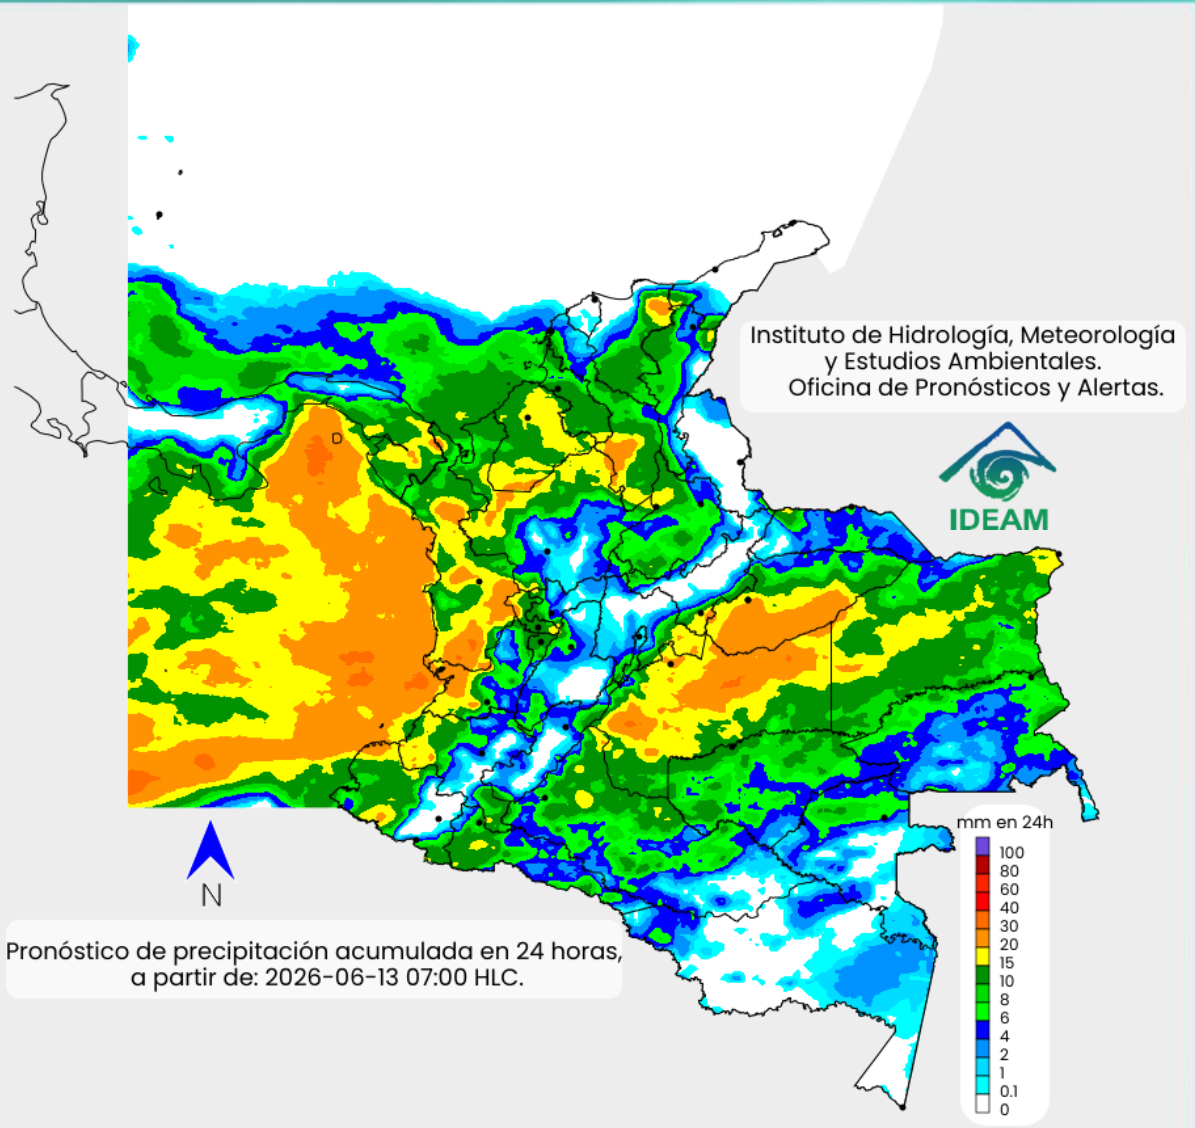 Instituto de Hidrología, Meteorología
y Estudios Ambientales.
Oficina de Pronósticos y Alertas.
IDEAM
mm en 24h
100
80
60
40
30
20
15
10
8
6
4
2
1
0.1
0
N
Pronóstico de precipitación acumulada en 24 horas,
a partir de: 2026-06-13 07:00 HLC.